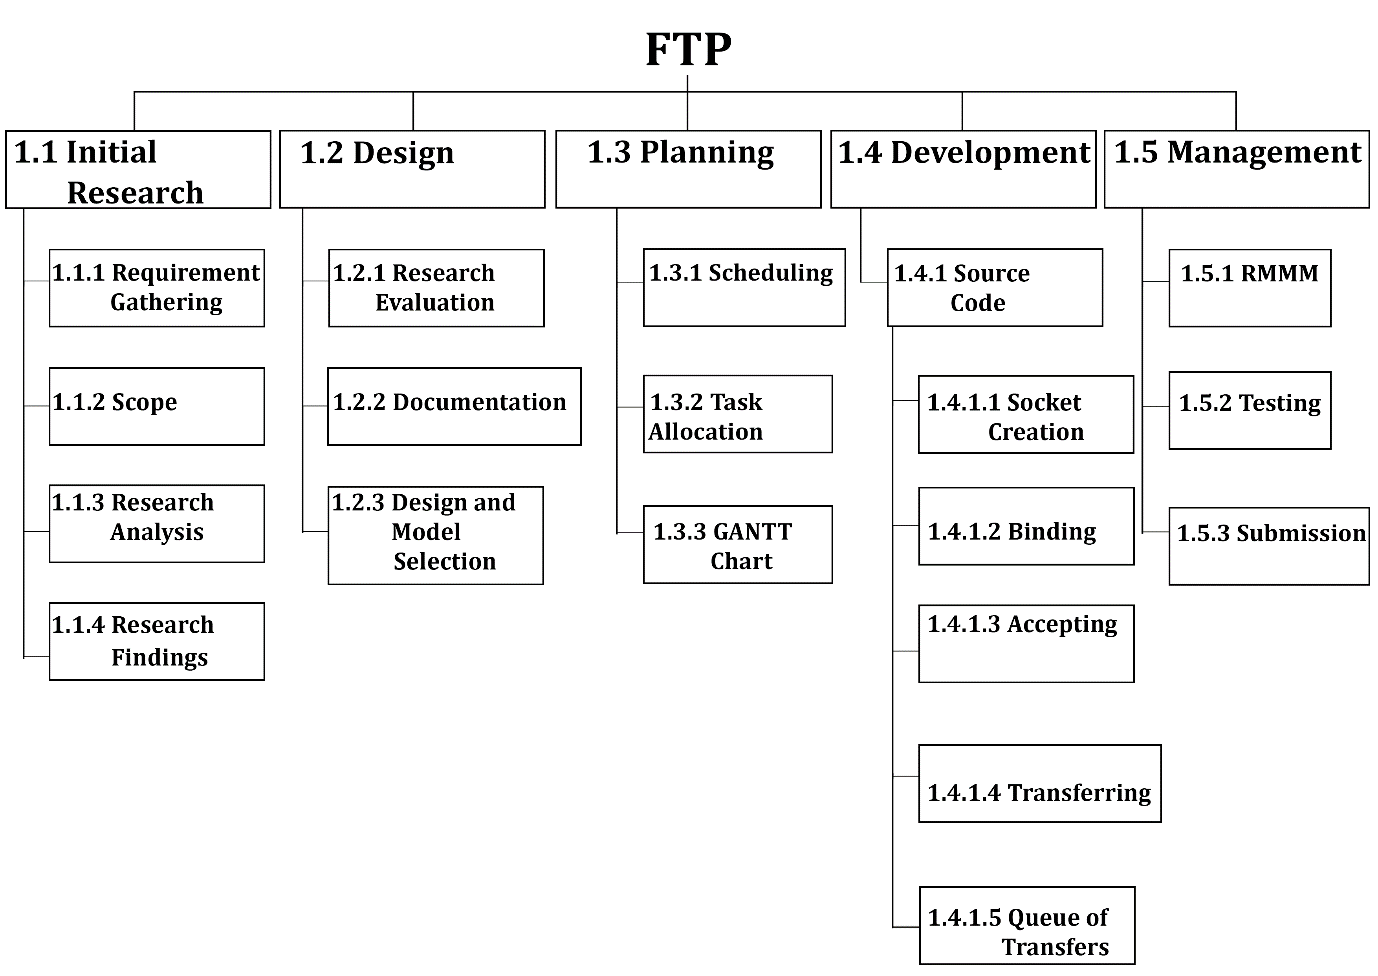 FTP
1.1 Initial
Research
1.1.1 Requirement
Gathering
1.1.2 Scope
1.1.3 Research
Analysis
1.1.4 Research
Findings
1.2 Design
1.2.1 Research
Evaluation
1.2.2 Documentation
1.2.3 Design and
Model
Selection
1.3 Planning
1.3.1 Scheduling
1.3.2 Task
Allocation
1.3.3 GANTT
Chart
1.4 Development
1.4.1 Source
Code
1.4.1.1 Socket
Creation
1.4.1.2 Binding
1.4.1.3 Accepting
1.4.1.4 Transferring
1.4.1.5 Queue of
Transfers
1.5 Management
1.5.1 RMMM
1.5.2 Testing
1.5.3 Submission